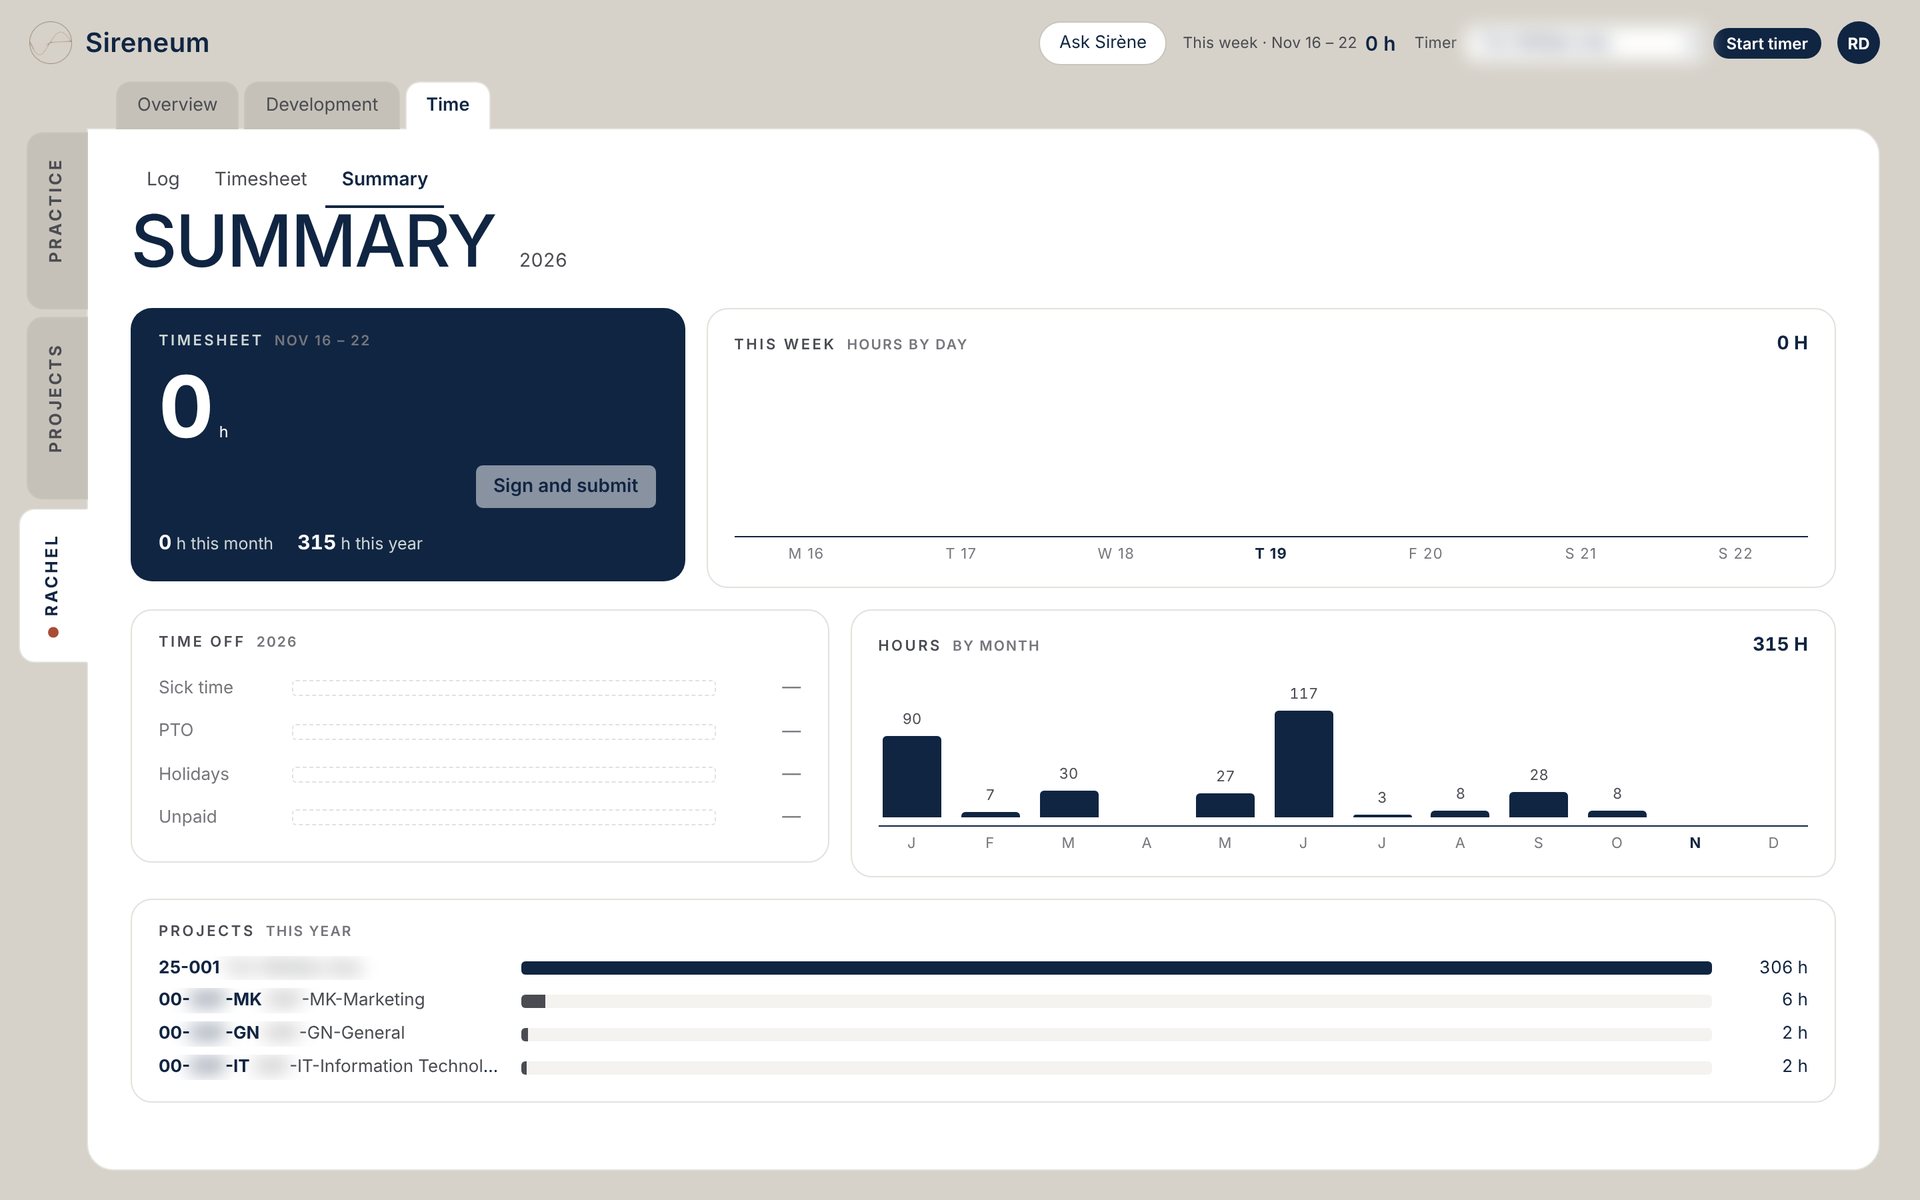 Sireneum
Ask Sirène
This week · Nov 16 – 22 0 h
Timer
Start timer
RD
Overview
Development
Time
PRACTICE
PROJECTS
RACHEL
Log
Timesheet
Summary
SUMMARY 2026
TIMESHEET NOV 16 – 22
0 h
Sign and submit
0 h this month 315 h this year
THIS WEEK HOURS BY DAY 0 H
M 16 T 17 W 18 T 19 F 20 S 21 S 22
TIME OFF 2026
Sick time —
PTO —
Holidays —
Unpaid —
HOURS BY MONTH 315 H
90 7 30 27 117 3 8 28 8
J F M A M J J A S O N D
PROJECTS THIS YEAR
25-001 306 h
00- -MK -MK-Marketing 6 h
00- -GN -GN-General 2 h
00- -IT -IT-Information Technol... 2 h